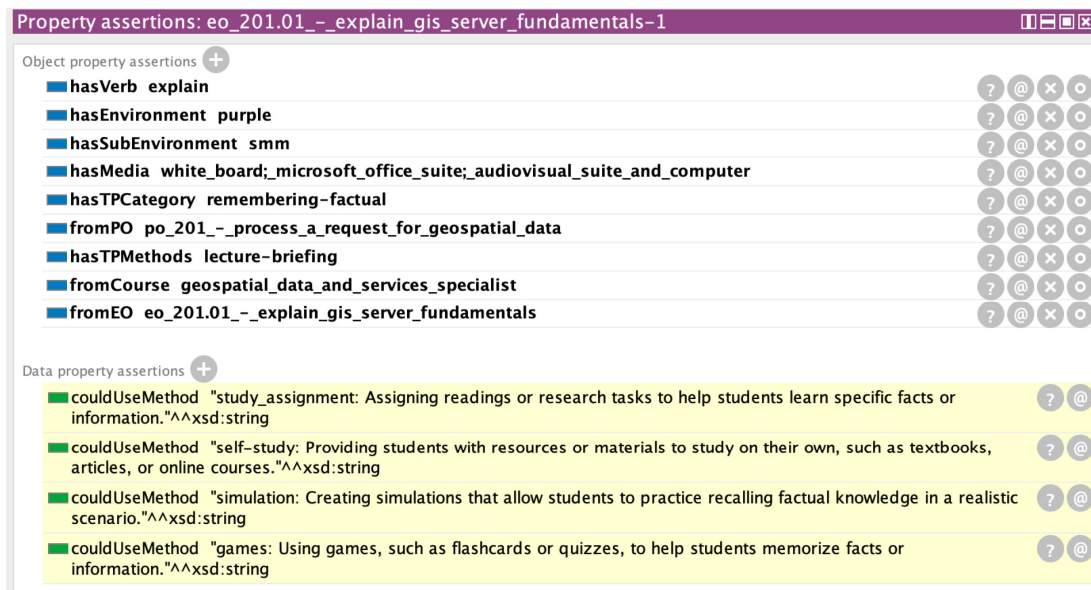 Property assertions: eo_201.01_-_explain_gis_server_fundamentals-1
Object property assertions
hasVerb explain
hasEnvironment purple
hasSubEnvironment smm
hasMedia white_board;_microsoft_office_suite;_audiovisual_suite_and_computer
hasTPCategory remembering-factual
fromPO po_201_-_process_a_request_for_geospatial_data
hasTPMethods lecture-briefing
fromCourse geospatial_data_and_services_specialist
fromEO eo_201.01_-_explain_gis_server_fundamentals
Data property assertions
couldUseMethod "study_assignment: Assigning readings or research tasks to help students learn specific facts or
information."^^xsd:string
couldUseMethod "self-study: Providing students with resources or materials to study on their own, such as textbooks,
articles, or online courses."^^xsd:string
couldUseMethod "simulation: Creating simulations that allow students to practice recalling factual knowledge in a realistic
scenario."^^xsd:string
couldUseMethod "games: Using games, such as flashcards or quizzes, to help students memorize facts or
information."^^xsd:string